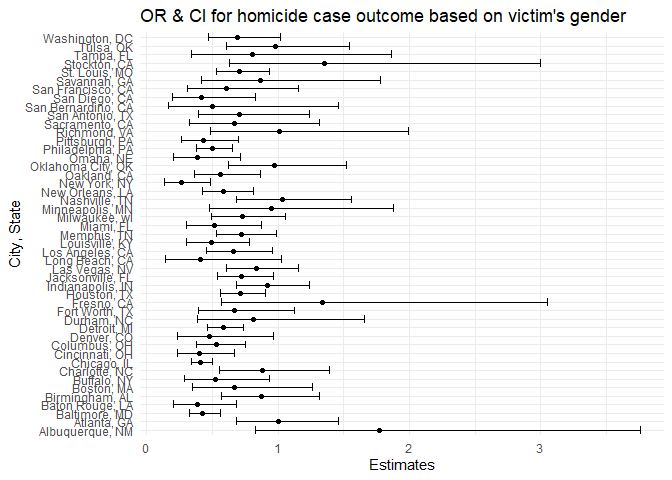 OR & CI for homicide case outcome based on victim's gender
City, State
Washington, DC
Tulsa, OK
Tampa, FL
Stockton, CA
St. Louis, MO
Savannah, GA
San Francisco, CA
San Diego, CA
San Bernardino, CA
San Antonio, TX
Sacramento, CA
Richmond, VA
Pittsburgh, PA
Philadelphia, PA
Omaha, NE
Oklahoma City, OK
Oakland, CA
New York, NY
New Orleans, LA
Nashville, TN
Minneapolis, MN
Milwaukee, wI
Miami, FL
Memphis, TN
Louisville, KY
Los Angeles, CA
Long Beach, CA
Las Vegas, NV
Jacksonville, FL
Indianapolis, IN
Houston, TX
Fresno, CA
Fort Worth, TX
Durham, NC
Detroit, MI
Denver, CO
Columbus, OH
Cincinnati, OH
Chicago, IL
Charlotte, NC
Buffalo, NY
Boston, MA
Birmingham, AL
Baton Rouge, LA
Baltimore, MD
Atlanta, GA
Albuquerque, NM
0 1 2 3
Estimates